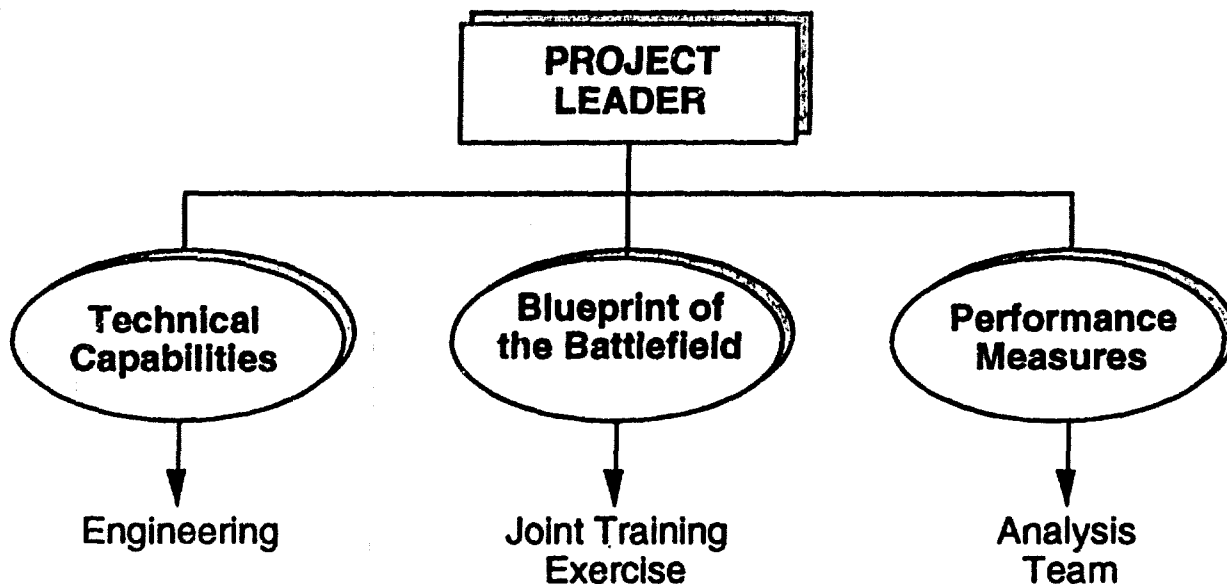 PROJECT
LEADER
Technical
Capabilities
Blueprint of
the Battlefield
Performance
Measures
Engineering
Joint Training
Exercise
Analysis
Team